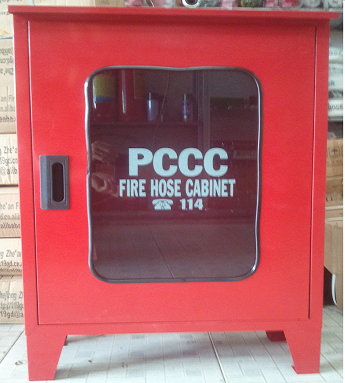 PCCC
FIRE HOSE CABINET
☎ 114